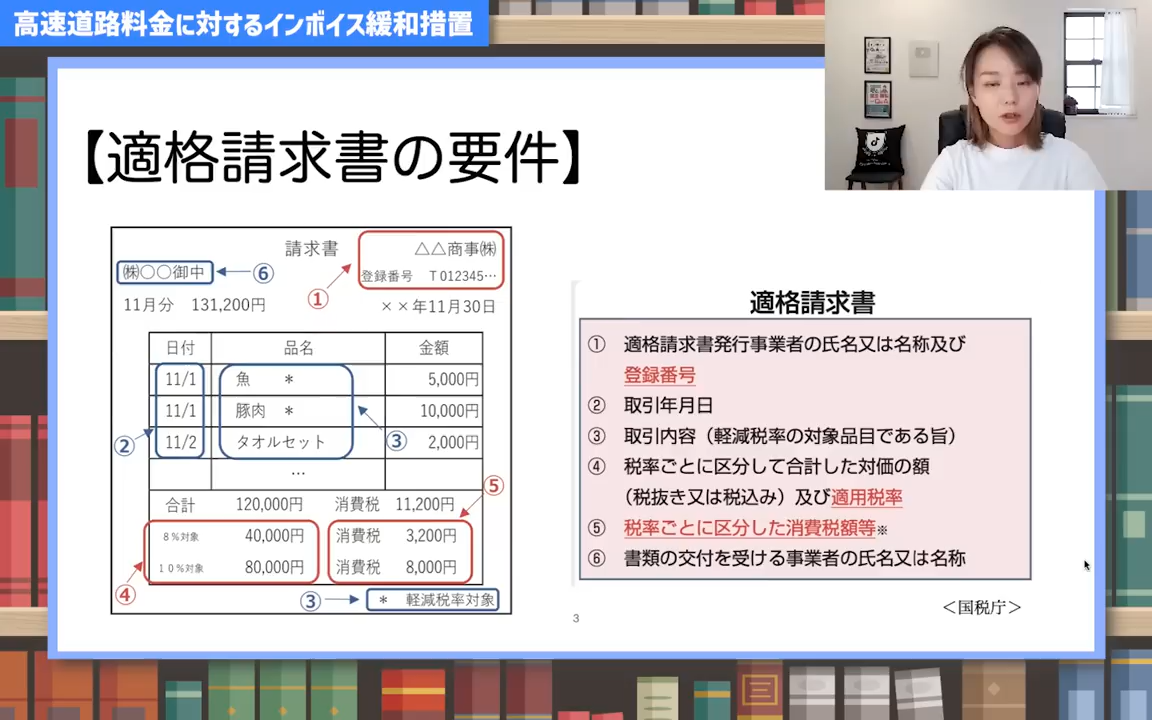 高速道路料金に対するインボイス緩和措置
【適格請求書の要件】
請求書
△△商事㈱
登録番号 T012345…
①
㈱○○御中
⑥
11月分 131,200円
××年11月30日
日付 品名 金額
11/1 魚 * 5,000円
11/1 豚肉 * 10,000円
11/2 タオルセット 2,000円
②
③
…
⑤
合計 120,000円 消費税 11,200円
8%対象 40,000円 消費税 3,200円
10%対象 80,000円 消費税 8,000円
④
③
* 軽減税率対象
適格請求書
① 適格請求書発行事業者の氏名又は名称及び
登録番号
② 取引年月日
③ 取引内容（軽減税率の対象品目である旨）
④ 税率ごとに区分して合計した対価の額
（税抜き又は税込み）及び適用税率
⑤ 税率ごとに区分した消費税額等※
⑥ 書類の交付を受ける事業者の氏名又は名称
＜国税庁＞
3